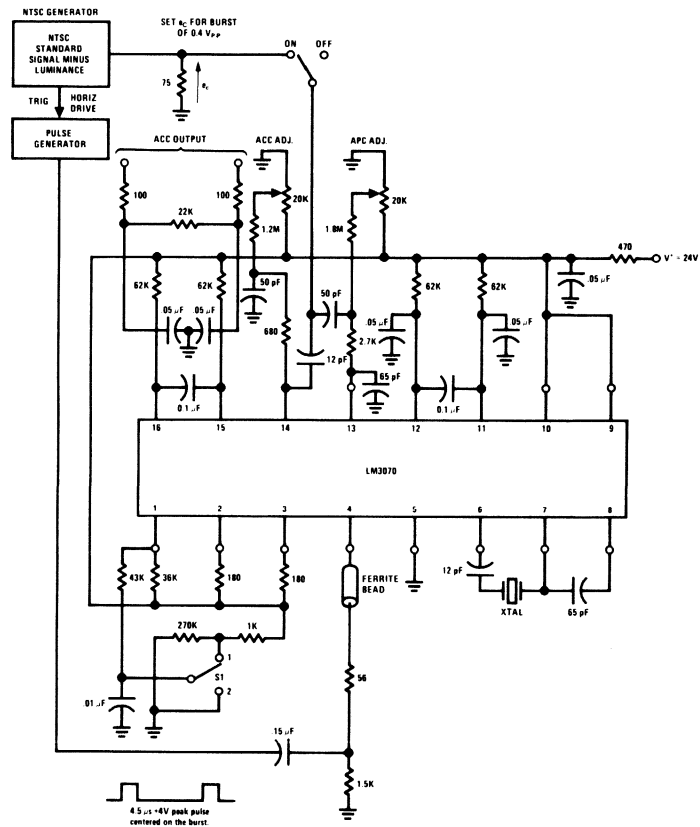 NTSC GENERATOR
NTSC
STANDARD
SIGNAL MINUS
LUMINANCE
SET eC FOR BURST
OF 0.4 VP-P
ON
OFF
75
eC
TRIG
HORIZ
DRIVE
PULSE
GENERATOR
ACC OUTPUT
ACC ADJ.
APC ADJ.
100
100
20K
20K
22K
1.2M
1.8M
470
V+ = 24V
62K
62K
50 pF
50 pF
62K
62K
.05 µF
.05 µF
.05 µF
680
.05 µF
.05 µF
2.7K
12 pF
65 pF
0.1 µF
0.1 µF
16
15
14
13
12
11
10
9
LM3070
1
2
3
4
5
6
7
8
43K
36K
180
180
FERRITE
BEAD
12 pF
XTAL
65 pF
270K
1K
1
S1
2
.01 µF
56
.15 µF
1.5K
4.5 µs +4V peak pulse
centered on the burst.